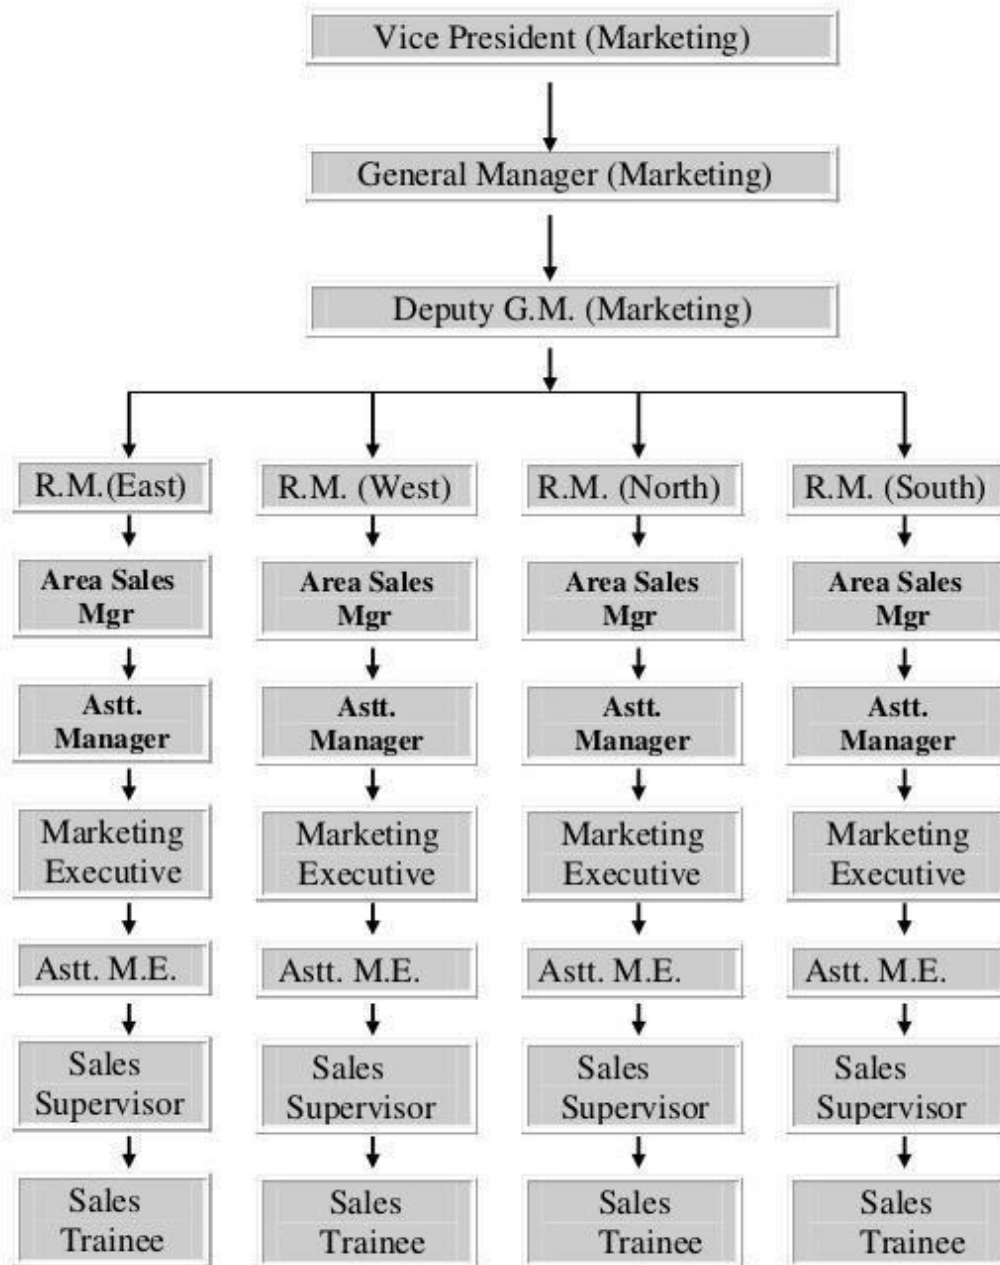 Vice President (Marketing)
General Manager (Marketing)
Deputy G.M. (Marketing)
R.M.(East)
R.M. (West)
R.M. (North)
R.M. (South)
Area Sales
Mgr
Area Sales
Mgr
Area Sales
Mgr
Area Sales
Mgr
Astt.
Manager
Astt.
Manager
Astt.
Manager
Astt.
Manager
Marketing
Executive
Marketing
Executive
Marketing
Executive
Marketing
Executive
Astt. M.E.
Astt. M.E.
Astt. M.E.
Astt. M.E.
Sales
Supervisor
Sales
Supervisor
Sales
Supervisor
Sales
Supervisor
Sales
Trainee
Sales
Trainee
Sales
Trainee
Sales
Trainee